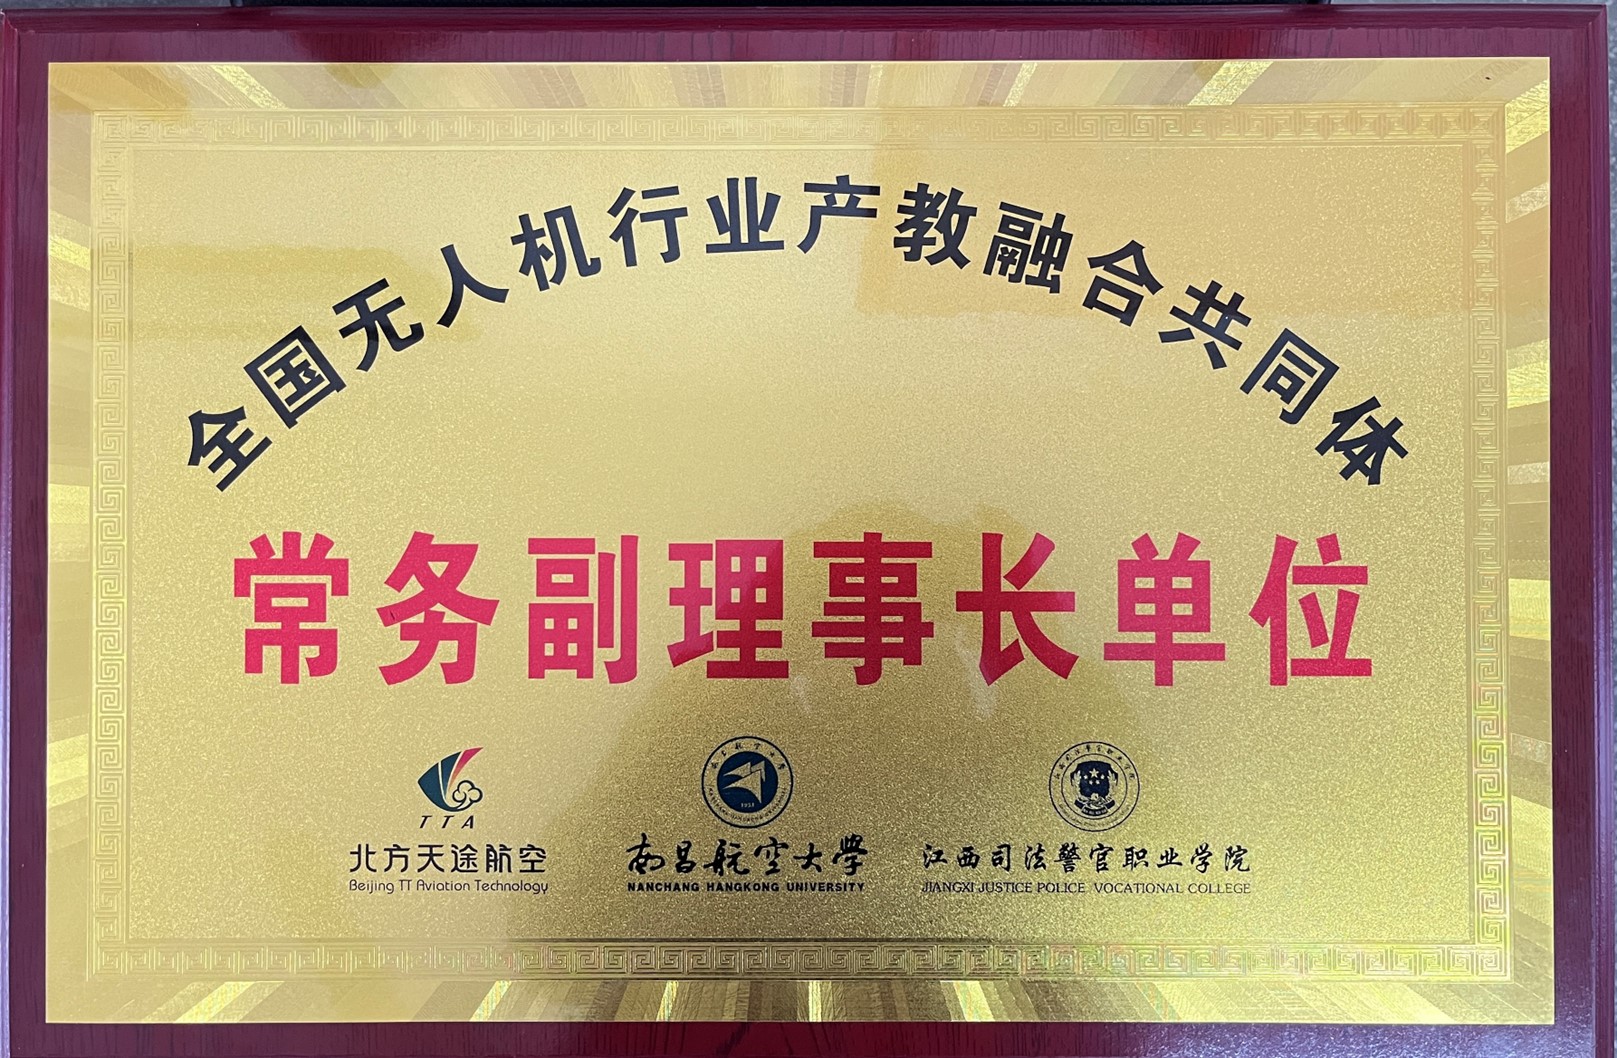 全国无人机行业产教融合共同体
常务副理事长单位
TTA
北方天途航空
Beijing TT Aviation Technology
1952
南昌航空大学
NANCHANG HANGKONG UNIVERSITY
江西司法警官职业学院
JIANGXI JUSTICE POLICE VOCATIONAL COLLEGE